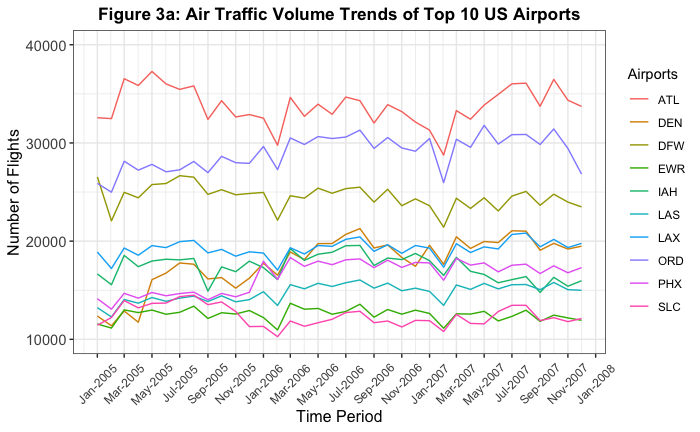 Figure 3a: Air Traffic Volume Trends of Top 10 US Airports
Number of Flights
40000
30000
20000
10000
Jan-2005
Mar-2005
May-2005
Jul-2005
Sep-2005
Nov-2005
Jan-2006
Mar-2006
May-2006
Jul-2006
Sep-2006
Nov-2006
Jan-2007
Mar-2007
May-2007
Jul-2007
Sep-2007
Nov-2007
Jan-2008
Time Period
Airports
ATL
DEN
DFW
EWR
IAH
LAS
LAX
ORD
PHX
SLC